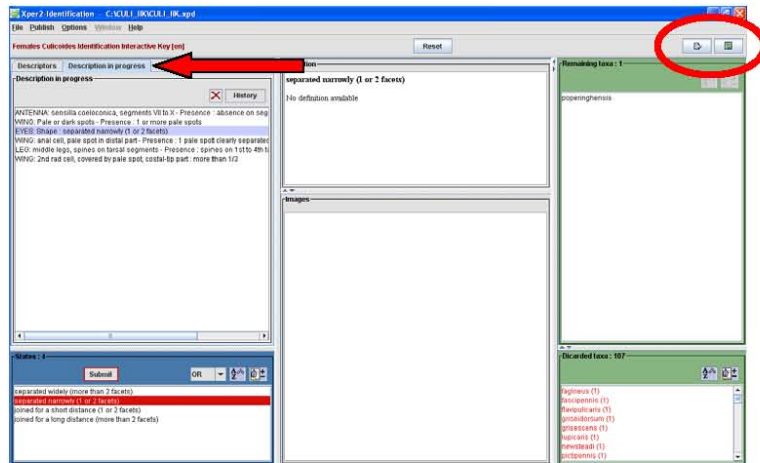 Xper2-Identification - C:\CULI_IIK\CULI_IIK.xpd
File Publish Options Window Help
Females Culicoides Identification Interactive Key [en]
Reset
Descriptors Description in progress
Description in progress
History
ANTENNA: sensilla coeloconica, segments VII to X - Presence : absence on seg
WING: Pale or dark spots - Presence : 1 or more pale spots
EYES: Shape : separated narrowly (1 or 2 facets)
WING: anal cell, pale spot in distal part - Presence : 1 pale spot clearly separated
LEG: middle legs, spines on tarsal segments - Presence : spines on 1st to 4th t
WING: 2nd rad cell, covered by pale spot, costal-tip part : more than 1/2
separated narrowly (1 or 2 facets)
No definition available
Images
Remaining taxa : 1
poperinghensis
States : 4
Submit
OR
separated widely (more than 2 facets)
separated narrowly (1 or 2 facets)
joined for a short distance (1 or 2 facets)
joined for a long distance (more than 2 facets)
Dicarded taxa : 107
fagineus (1)
fascipennis (1)
flavipulicaris (1)
griseidorsum (1)
grisescens (1)
lupicaris (1)
newsteadi (1)
pictipennis (1)